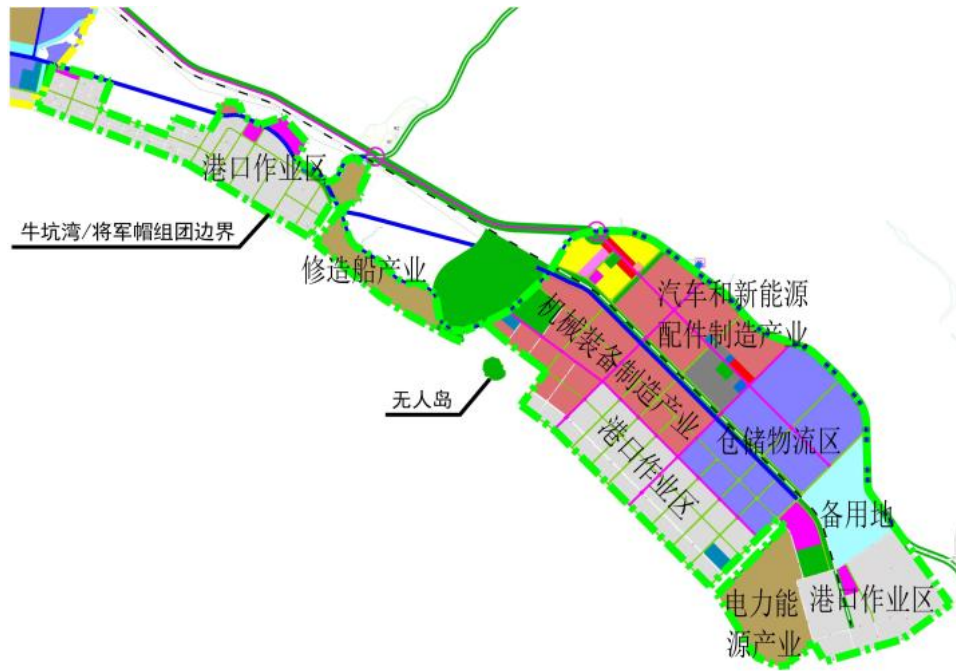 港口作业区
牛坑湾/将军帽组团边界
修造船产业
汽车和新能源
配件制造产业
机械装备制造产业
无人岛
港口作业区
仓储物流区
备用地
电力能
源产业
港口作业区